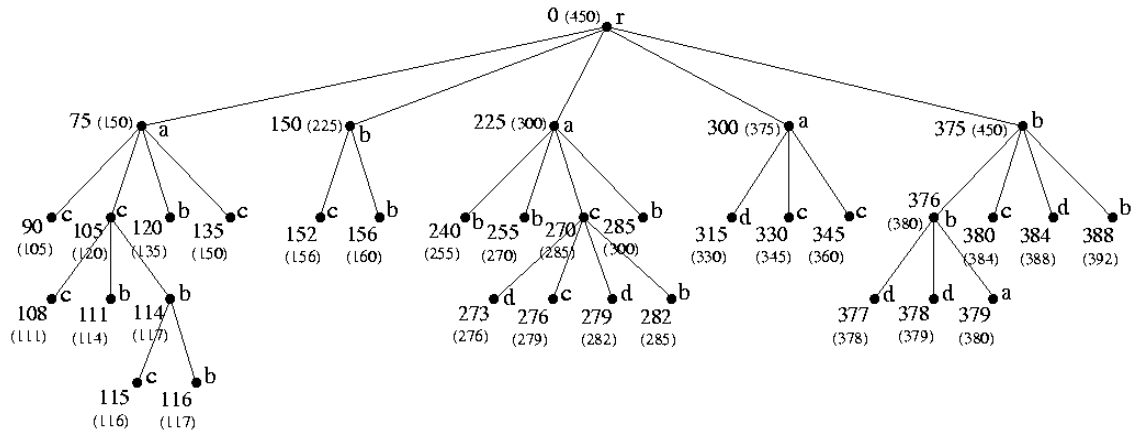 0 (450) r
75 (150) a 150 (225) b 225 (300) a 300 (375) a 375 (450) b
c c b c c b b b c b d c c 376 b c d b
90 105 120 135 152 156 240 255 270 285 315 330 345 (380) 380 384 388
(105) (120) (135) (150) (156) (160) (255) (270) (285) (300) (330) (345) (360) (384) (388) (392)
c b b d c d b d d a
108 111 114 273 276 279 282 377 378 379
(111) (114) (117) (276) (279) (282) (285) (378) (379) (380)
c b
115 116
(116) (117)